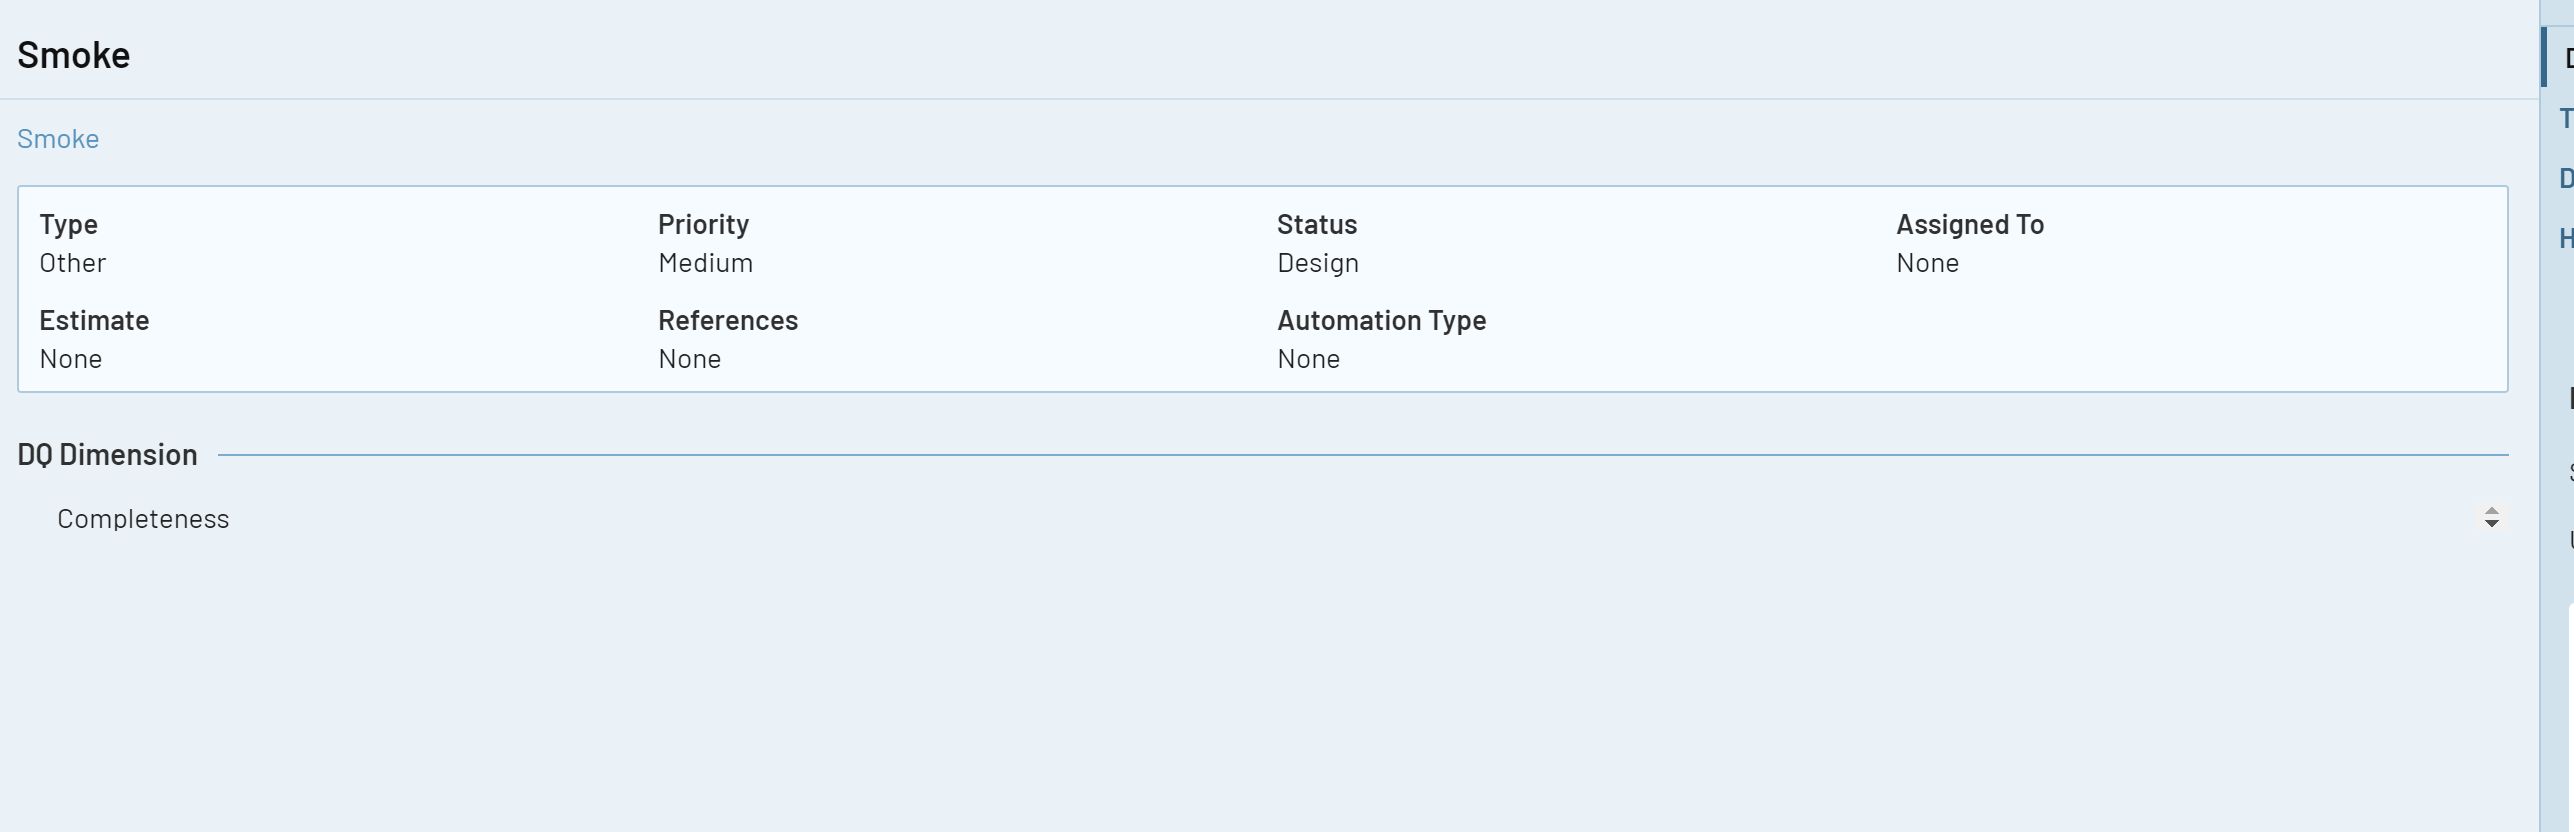 Smoke
Smoke
Type
Other
Priority
Medium
Status
Design
Assigned To
None
Estimate
None
References
None
Automation Type
None
DQ Dimension
Completeness